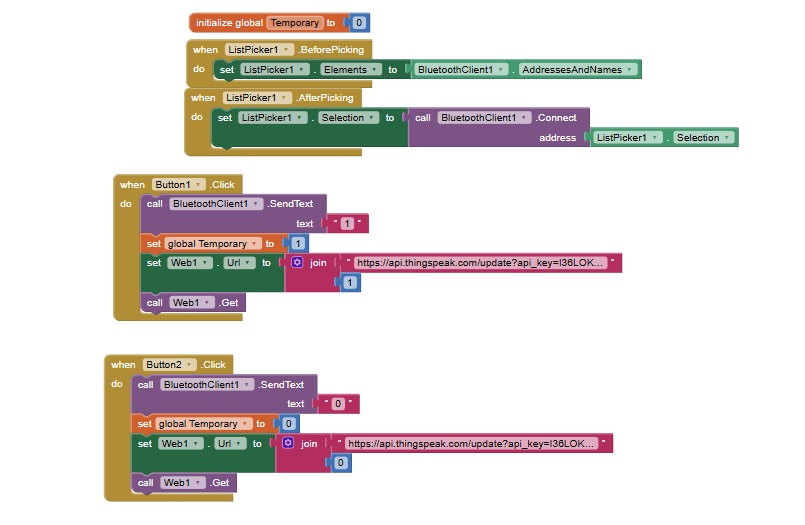 initialize global Temporary to 0
when ListPicker1 .BeforePicking
do set ListPicker1 . Elements to BluetoothClient1 . AddressesAndNames
when ListPicker1 .AfterPicking
do set ListPicker1 . Selection to call BluetoothClient1 .Connect
address ListPicker1 . Selection
when Button1 .Click
do call BluetoothClient1 .SendText
text " 1 "
set global Temporary to 1
set Web1 . Url to join " https://api.thingspeak.com/update?api_key=I36LOK... "
1
call Web1 .Get
when Button2 .Click
do call BluetoothClient1 .SendText
text " 0 "
set global Temporary to 0
set Web1 . Url to join " https://api.thingspeak.com/update?api_key=I36LOK... "
0
call Web1 .Get